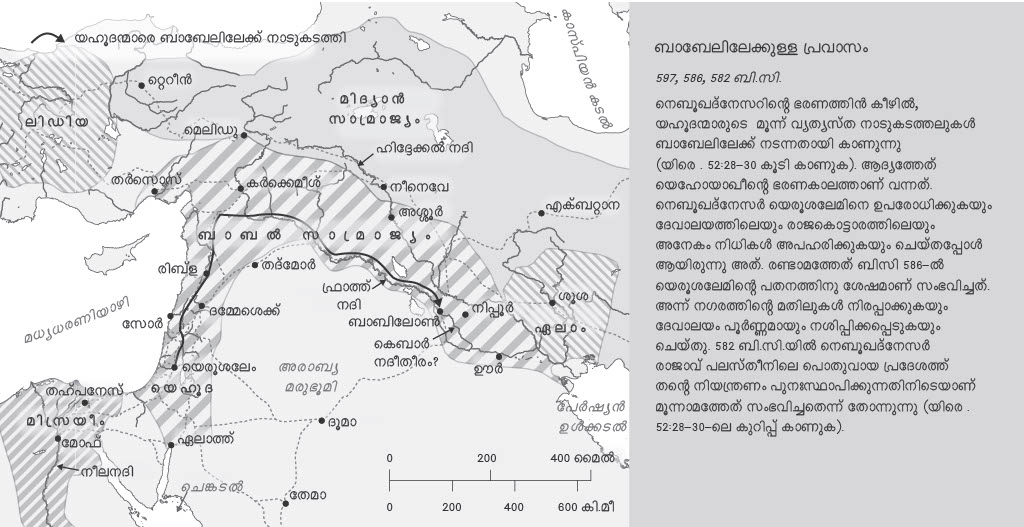 യഹൂദന്മാരെ ബാബേലിലേക്ക് നാടുകടത്തി
കാസ്പിയൻ കടൽ
റ്റെറീൻ
ലിഡിയ
മിദ്യാൻ
സാമ്രാജ്യം
മെലിഡു
ഹിദ്ദേക്കൽ നദി
തർസൊസ്
കർക്കെമീശ്
നീനെവേ
അശ്ശൂർ
എക്ബറ്റാന
ബാബൽ സാമ്രാജ്യം
രിബ്ല
തദ്മോർ
ഫ്രാത്ത്
നദി
മധ്യധരണിയാഴി
സോർ
ദമ്മേശെക്ക്
ബാബിലോൺ
നിപ്പൂർ
ശൂശ
ഏലാം
കെബാർ
നദീതീരം?
ഊർ
യെരൂശലേം
യെഹൂദ
അരാബ്യ
മരുഭൂമി
തഹ്പനേസ്
മിസ്രയീം
മോഫ്
നീലനദി
ഏലാത്ത്
ദുമാ
പേർഷ്യൻ
ഉൾക്കടൽ
ചെങ്കടൽ
തേമാ
0 200 400 മൈൽ
0 200 400 600 കി.മീ
ബാബേലിലേക്കുള്ള പ്രവാസം
597, 586, 582 ബി.സി.
നെബൂഖദ്നേസറിന്റെ ഭരണത്തിൻ കീഴിൽ,
യഹൂദന്മാരുടെ മൂന്ന് വ്യത്യസ്ത നാടുകടത്തലുകൾ
ബാബേലിലേക്ക് നടന്നതായി കാണുന്നു
(യിരെ . 52:28–30 കൂടി കാണുക). ആദ്യത്തേത്
യെഹോയാഖീന്റെ ഭരണകാലത്താണ് വന്നത്.
നെബൂഖദ്നേസർ യെരൂശലേമിനെ ഉപരോധിക്കുകയും
ദേവാലയത്തിലെയും രാജകൊട്ടാരത്തിലെയും
അനേകം നിധികൾ അപഹരിക്കുകയും ചെയ്തപ്പോൾ
ആയിരുന്നു അത്. രണ്ടാമത്തേത് ബിസി 586–ൽ
യെരൂശലേമിന്റെ പതനത്തിനു ശേഷമാണ് സംഭവിച്ചത്.
അന്ന് നഗരത്തിന്റെ മതിലുകൾ നിരപ്പാക്കുകയും
ദേവാലയം പൂർണ്ണമായും നശിപ്പിക്കപ്പെടുകയും
ചെയ്തു. 582 ബി.സി.യിൽ നെബൂഖദ്നേസർ
രാജാവ് പലസ്തീനിലെ പൊതുവായ പ്രദേശത്ത്
തന്റെ നിയന്ത്രണം പുനഃസ്ഥാപിക്കുന്നതിനിടെയാണ്
മൂന്നാമത്തേത് സംഭവിച്ചതെന്ന് തോന്നുന്നു (യിരെ .
52:28–30–ലെ കുറിപ്പ് കാണുക).